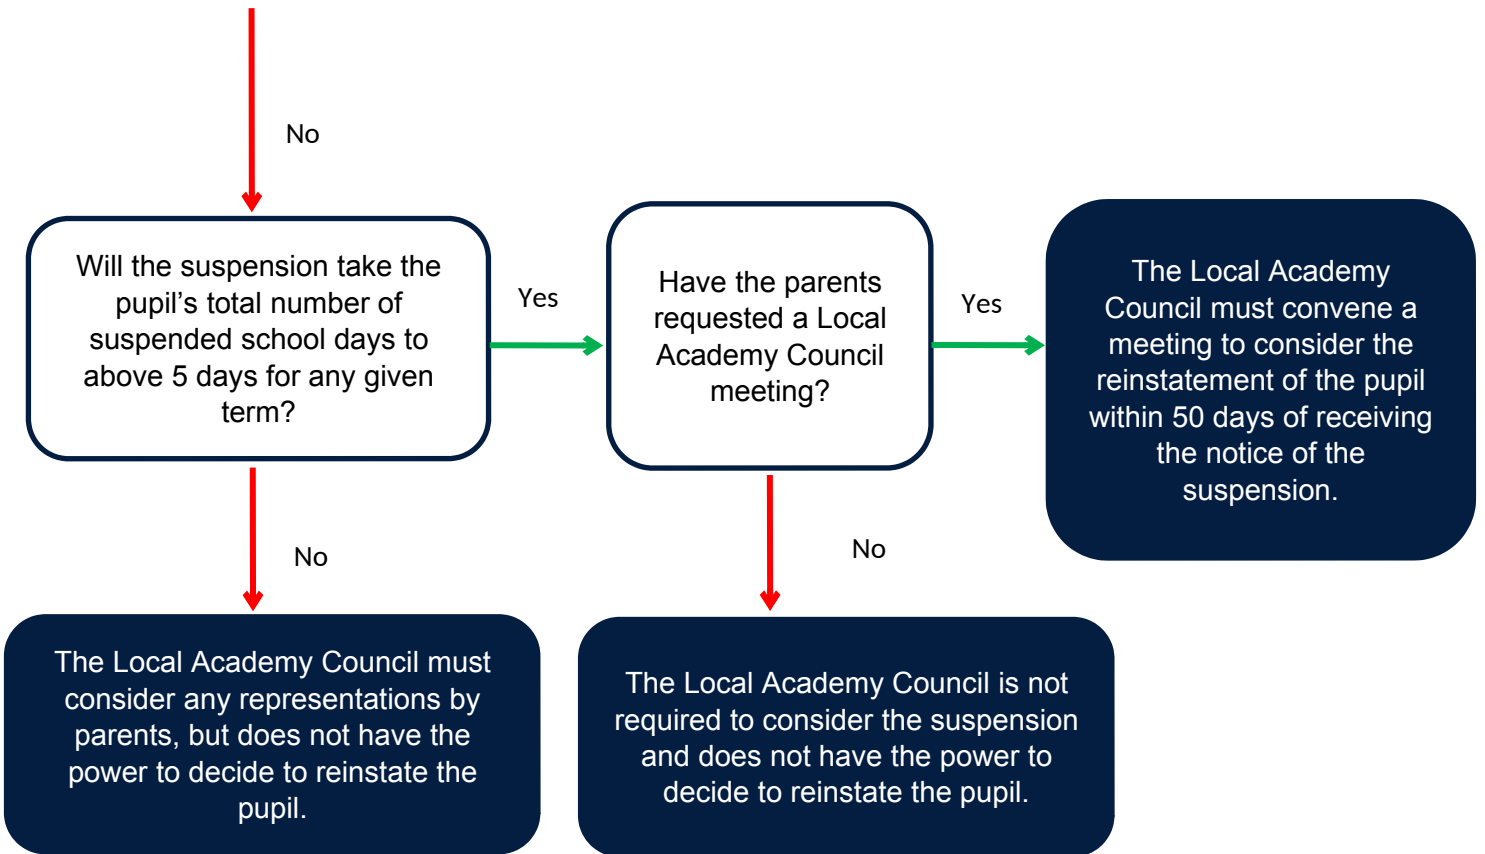 No
Will the suspension take the
pupil’s total number of
suspended school days to
above 5 days for any given
term?
Yes
Have the parents
requested a Local
Academy Council
meeting?
Yes
The Local Academy
Council must convene a
meeting to consider the
reinstatement of the pupil
within 50 days of receiving
the notice of the
suspension.
No
No
The Local Academy Council must
consider any representations by
parents, but does not have the
power to decide to reinstate the
pupil.
The Local Academy Council is not
required to consider the suspension
and does not have the power to
decide to reinstate the pupil.